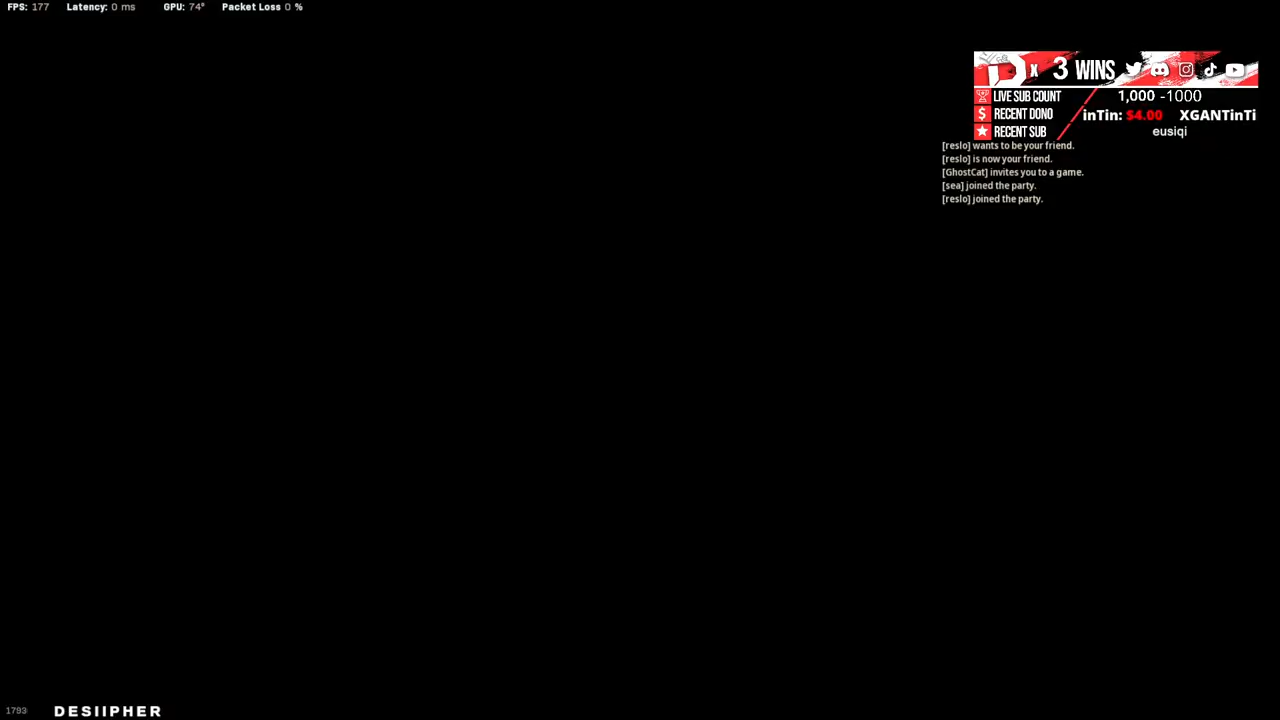 FPS: 177 Latency: 0 ms GPU: 74° Packet Loss 0 %
X 3 WINS
LIVE SUB COUNT 1,000 -1000
RECENT DONO inTin: $4.00 XGANTinTi
RECENT SUB eusiqi
[reslo] wants to be your friend.
[reslo] is now your friend.
[GhostCat] invites you to a game.
[sea] joined the party.
[reslo] joined the party.
1793 DESIIPHER